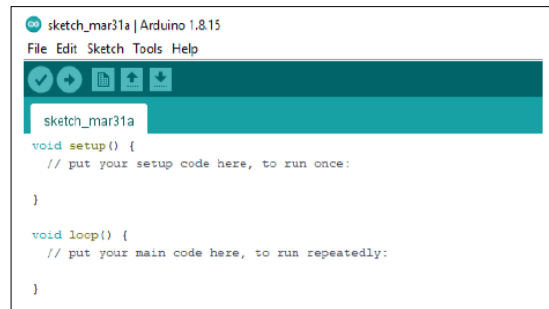 sketch_mar31a | Arduino 1.8.15
File Edit Sketch Tools Help
sketch_mar31a
void setup() {
// put your setup code here, to run once:
}
void loop() {
// put your main code here, to run repeatedly:
}